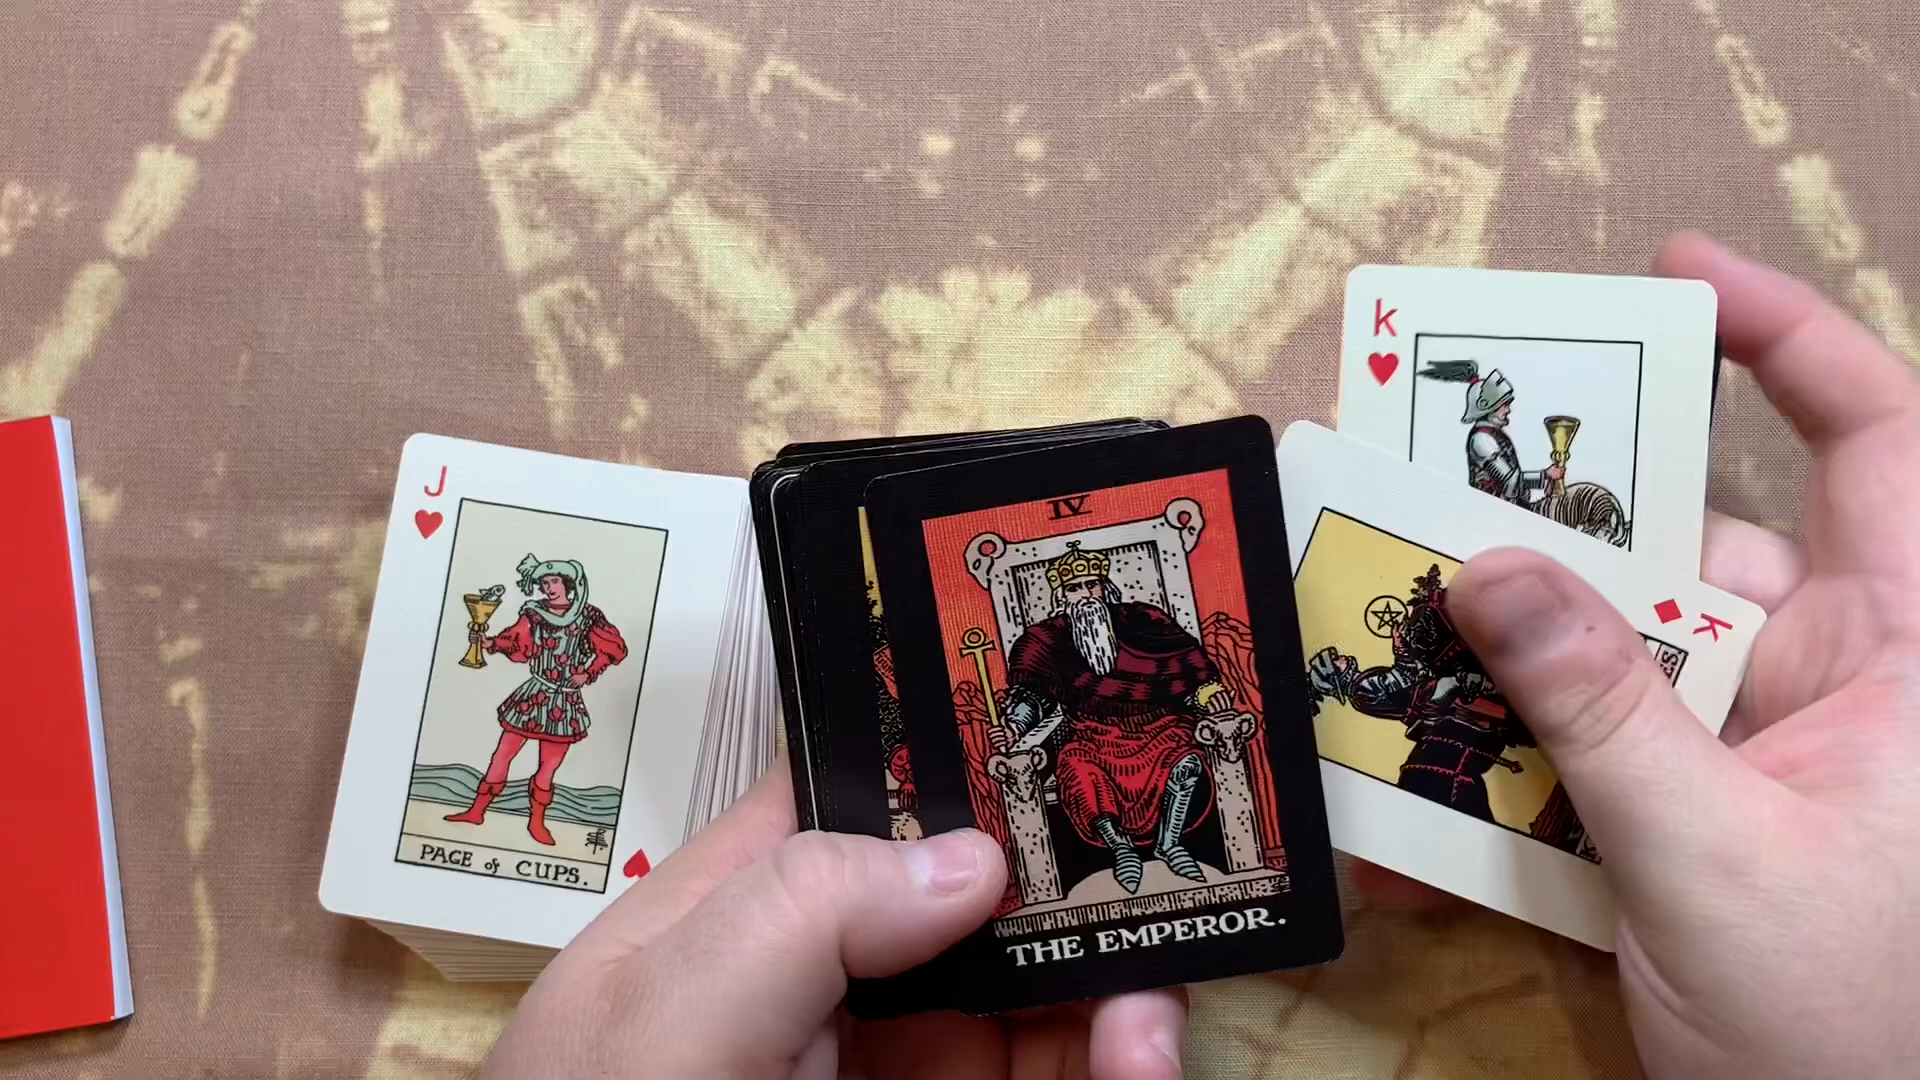 J
PAGE of CUPS.
IV
THE EMPEROR.
k
K